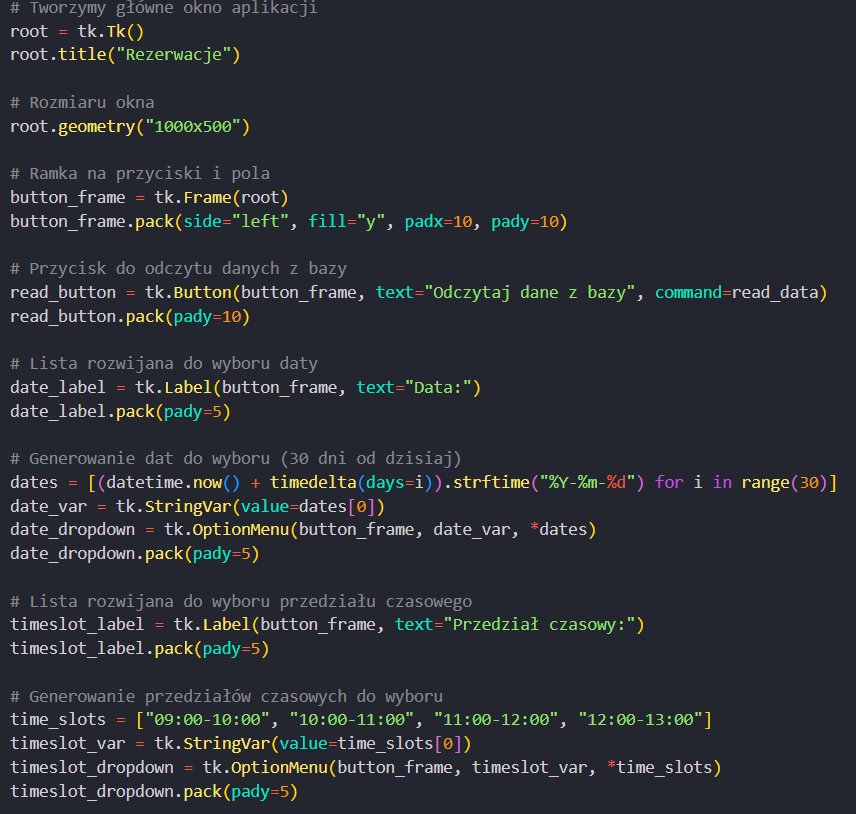 # Tworzymy główne okno aplikacji
root = tk.Tk()
root.title("Rezerwacje")
# Rozmiaru okna
root.geometry("1000x500")
# Ramka na przyciski i pola
button_frame = tk.Frame(root)
button_frame.pack(side="left", fill="y", padx=10, pady=10)
# Przycisk do odczytu danych z bazy
read_button = tk.Button(button_frame, text="Odczytaj dane z bazy", command=read_data)
read_button.pack(pady=10)
# Lista rozwijana do wyboru daty
date_label = tk.Label(button_frame, text="Data:")
date_label.pack(pady=5)
# Generowanie dat do wyboru (30 dni od dzisiaj)
dates = [(datetime.now() + timedelta(days=i)).strftime("%Y-%m-%d") for i in range(30)]
date_var = tk.StringVar(value=dates[0])
date_dropdown = tk.OptionMenu(button_frame, date_var, *dates)
date_dropdown.pack(pady=5)
# Lista rozwijana do wyboru przedziału czasowego
timeslot_label = tk.Label(button_frame, text="Przedział czasowy:")
timeslot_label.pack(pady=5)
# Generowanie przedziałów czasowych do wyboru
time_slots = ["09:00-10:00", "10:00-11:00", "11:00-12:00", "12:00-13:00"]
timeslot_var = tk.StringVar(value=time_slots[0])
timeslot_dropdown = tk.OptionMenu(button_frame, timeslot_var, *time_slots)
timeslot_dropdown.pack(pady=5)